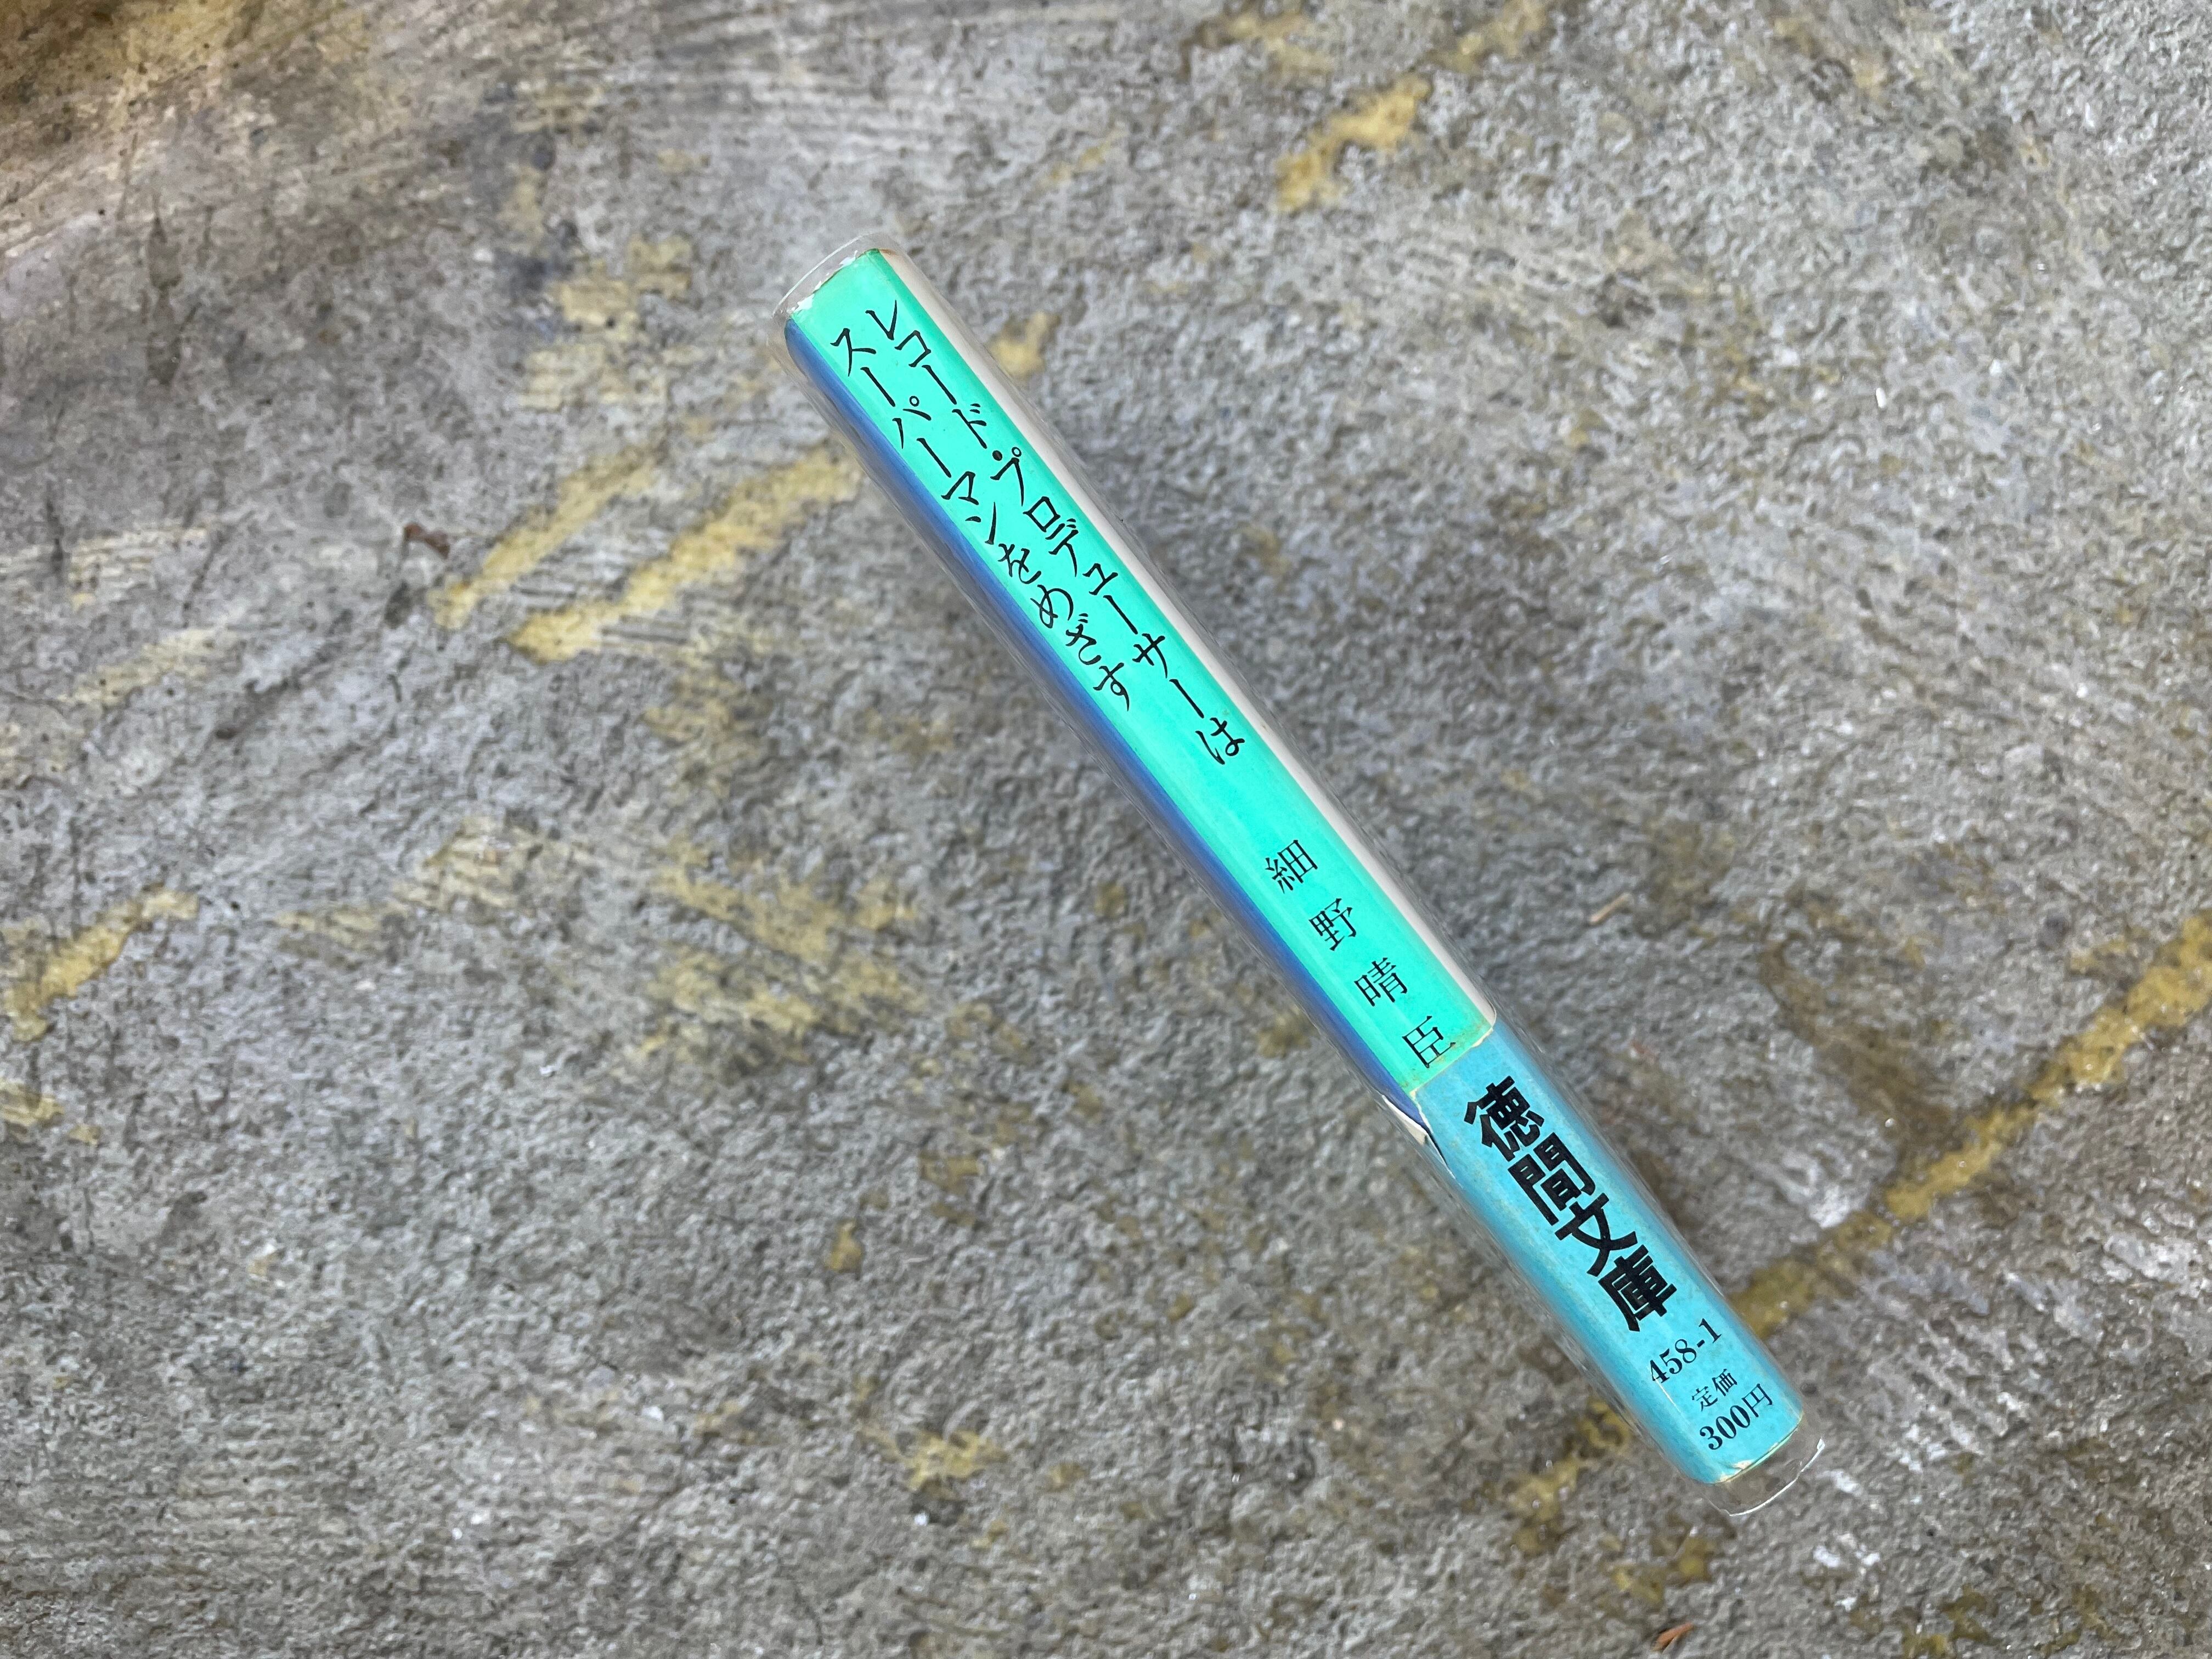 レコード・プロデューサーは
スーパーマンをめざす
細野晴臣
徳間文庫
458-1
定価
300円